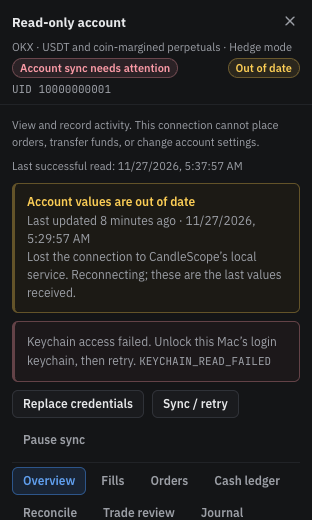 Read-only account
OKX · USDT and coin-margined perpetuals · Hedge mode
Account sync needs attention
Out of date
UID 10000000001
View and record activity. This connection cannot place
orders, transfer funds, or change account settings.
Last successful read: 11/27/2026, 5:37:57 AM
Account values are out of date
Last updated 8 minutes ago · 11/27/2026,
5:29:57 AM
Lost the connection to CandleScope's local
service. Reconnecting; these are the last values
received.
Keychain access failed. Unlock this Mac's login
keychain, then retry. KEYCHAIN_READ_FAILED
Replace credentials
Sync / retry
Pause sync
Overview
Fills
Orders
Cash ledger
Reconcile
Trade review
Journal